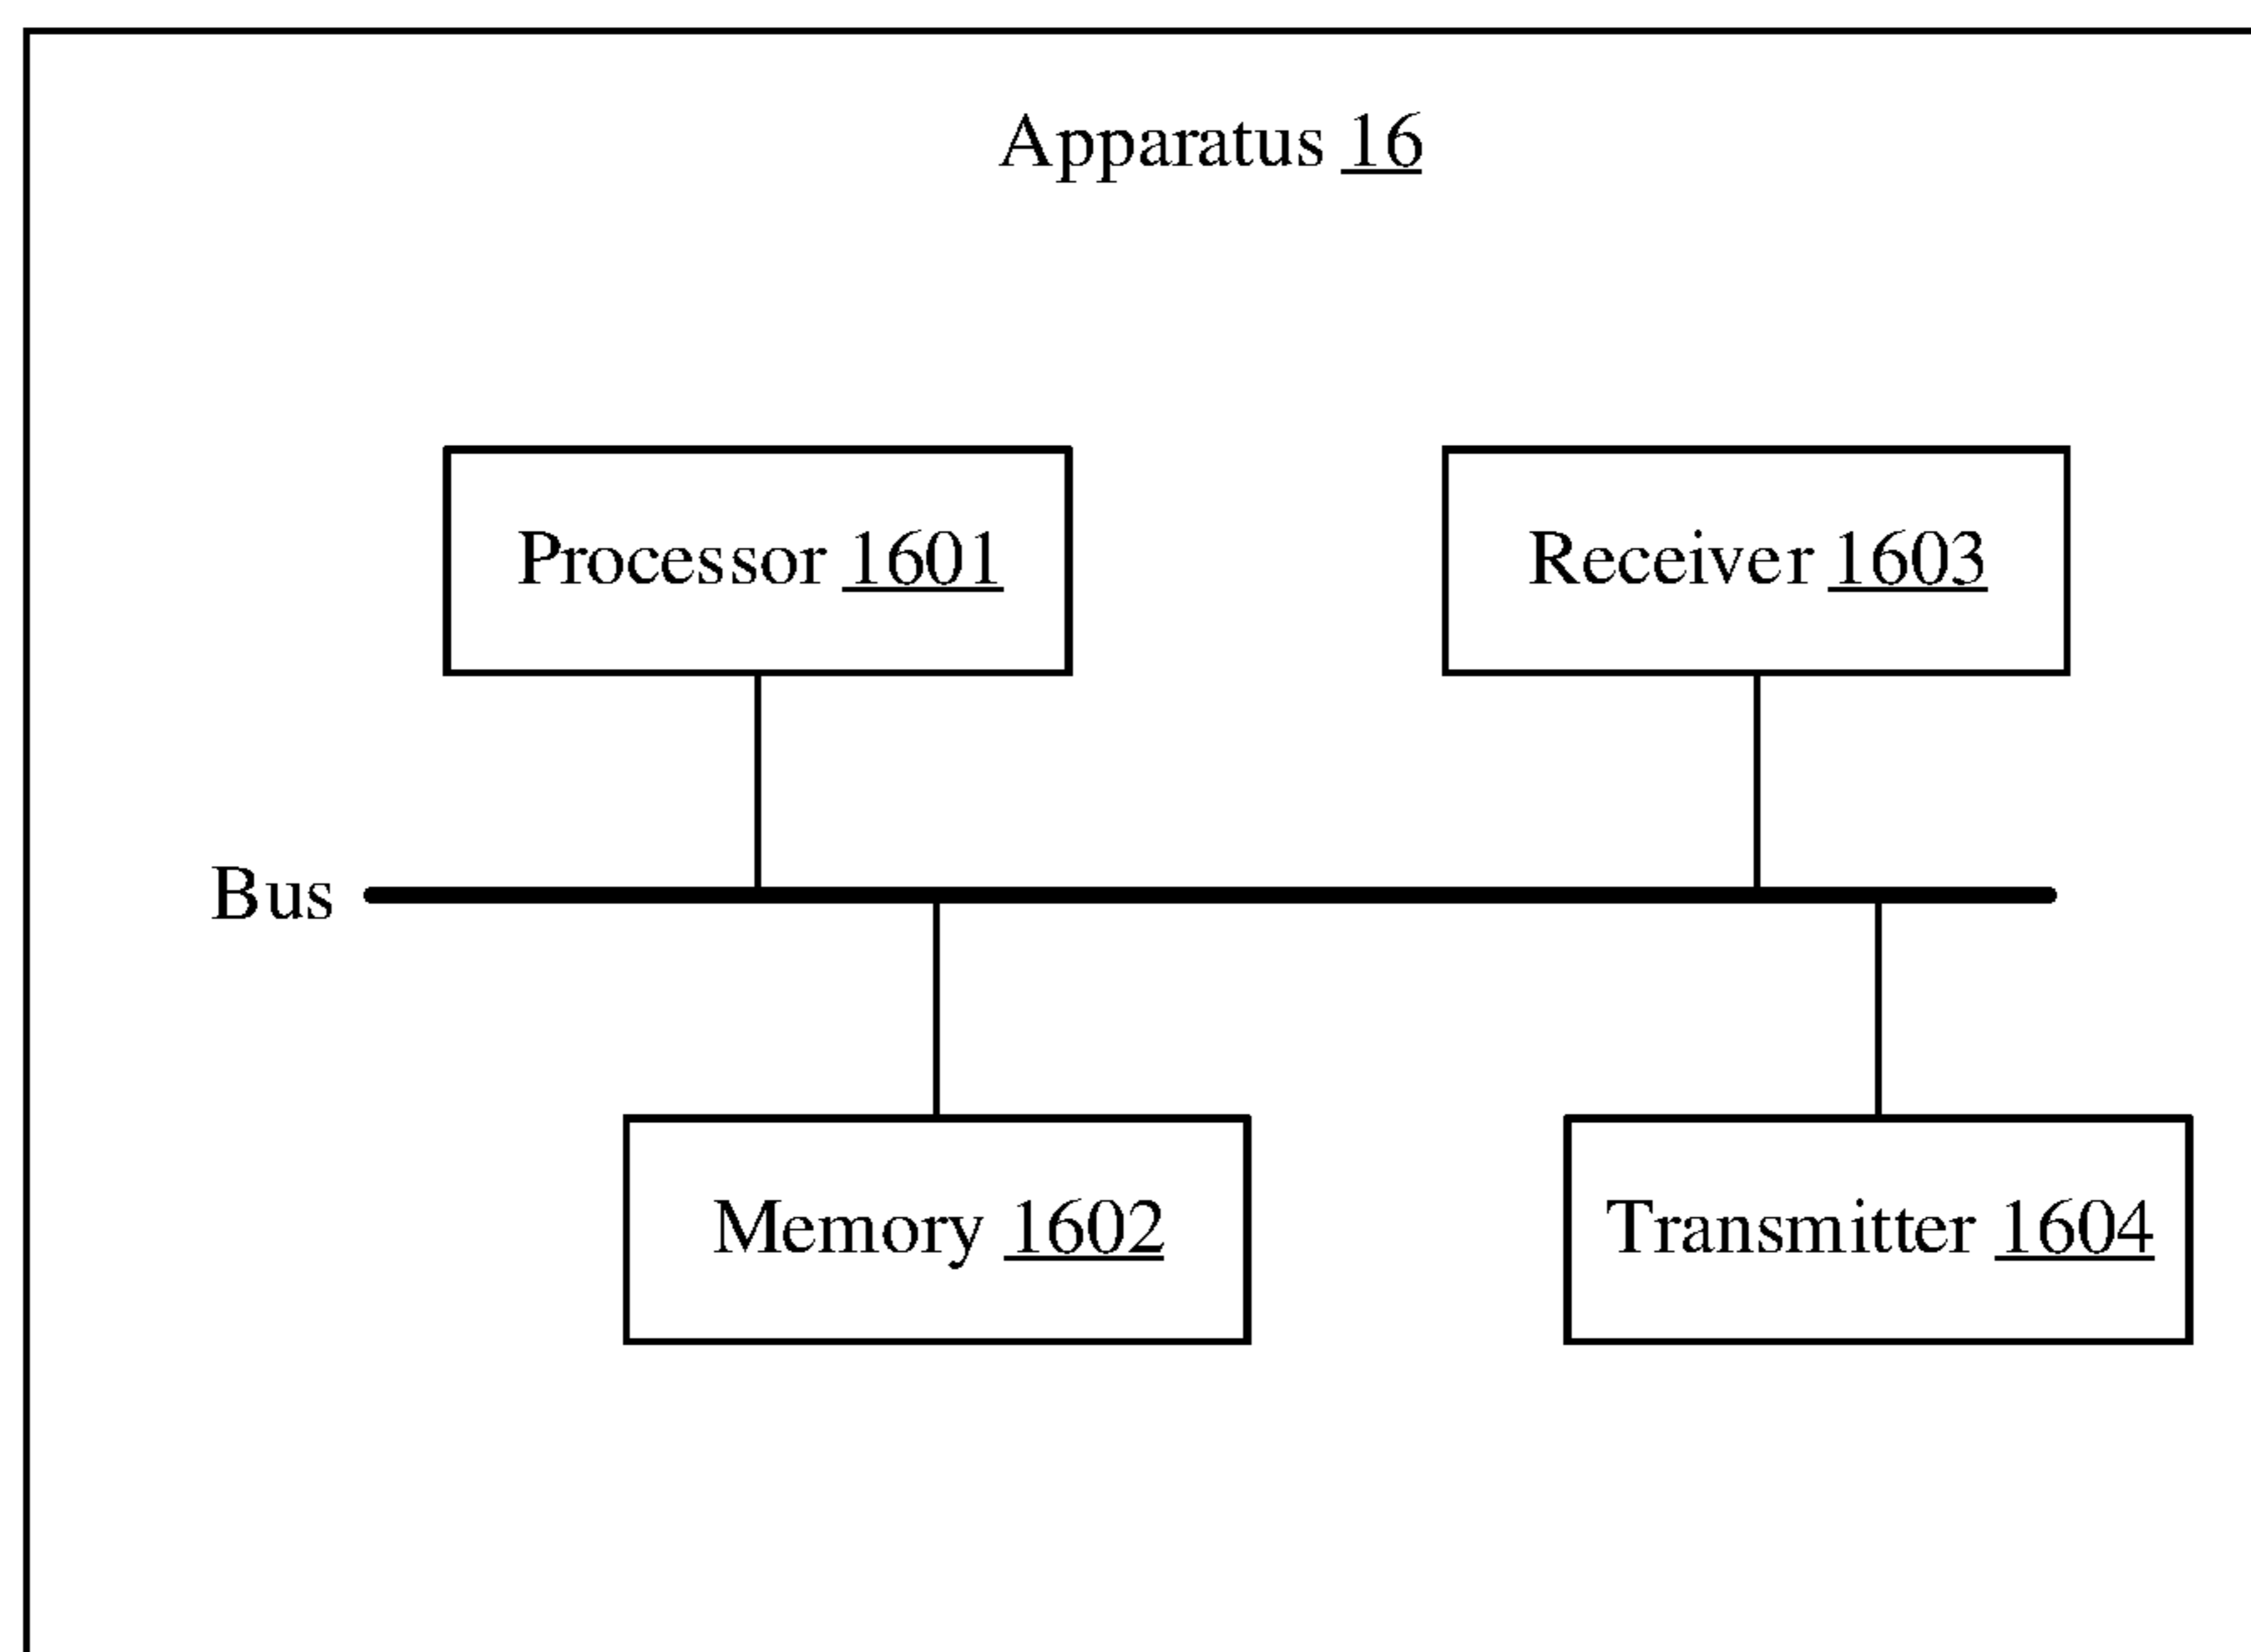 Apparatus 16
Processor 1601
Receiver 1603
Bus
Memory 1602
Transmitter 1604